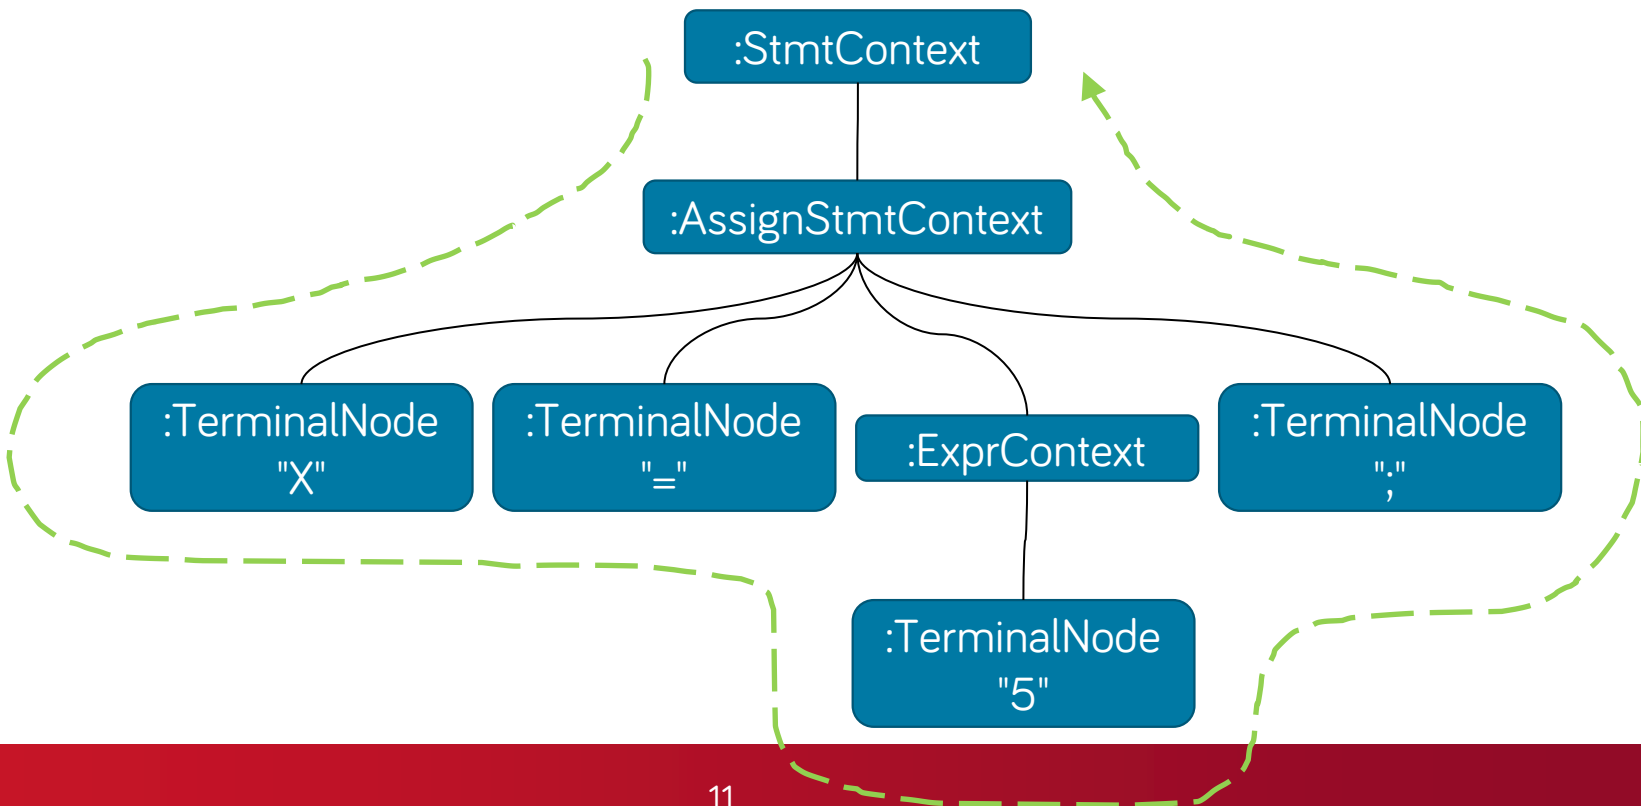 :StmtContext
:AssignStmtContext
:TerminalNode
"X"
:TerminalNode
"="
:ExprContext
:TerminalNode
";"
:TerminalNode
"5"
11